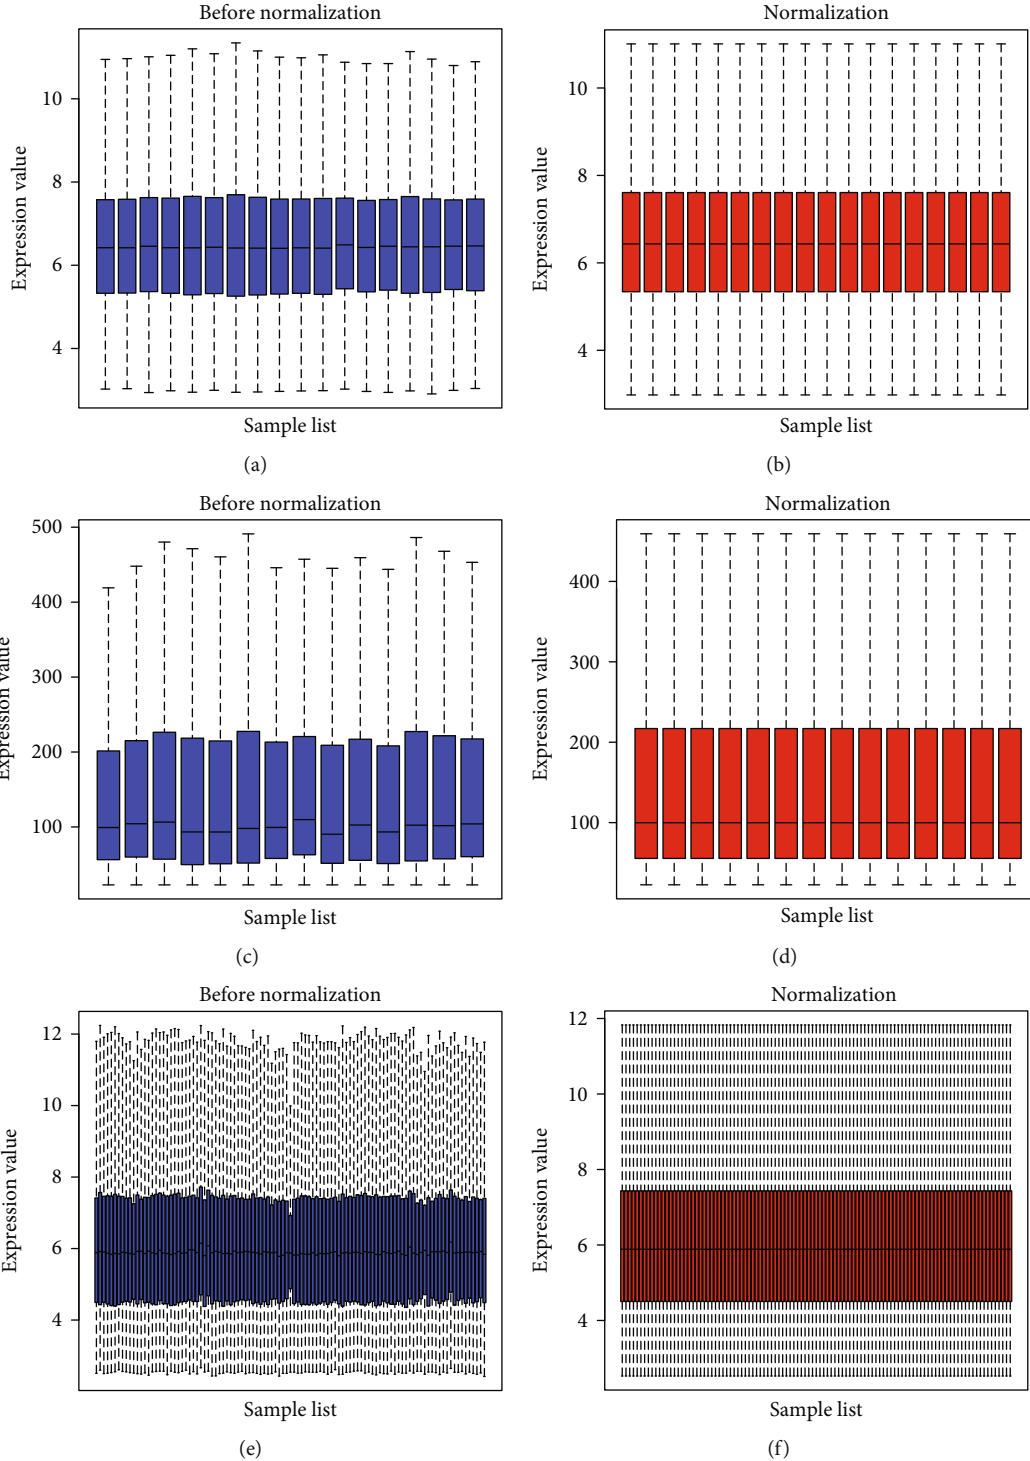 Before normalization
Normalization
Expression value
10
8
6
4
Sample list
(a)
Expression value
10
8
6
4
Sample list
(b)
Before normalization
Normalization
Expression value
500
400
300
200
100
Sample list
(c)
Expression value
400
300
200
100
Sample list
(d)
Before normalization
Normalization
Expression value
12
10
8
6
4
Sample list
(e)
Expression value
12
10
8
6
4
Sample list
(f)